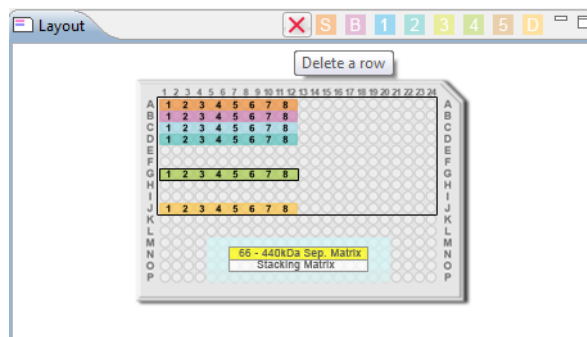 Layout S B 1 2 3 4 5 D
Delete a row
1 2 3 4 5 6 7 8 9 10 11 12 13 14 15 16 17 18 19 20 21 22 23 24
A 1 2 3 4 5 6 7 8 A
B 1 2 3 4 5 6 7 8 B
C 1 2 3 4 5 6 7 8 C
D 1 2 3 4 5 6 7 8 D
E E
F F
G 1 2 3 4 5 6 7 8 G
H H
I I
J 1 2 3 4 5 6 7 8 J
K K
L L
M M
N 66 - 440kDa Sep. Matrix N
O Stacking Matrix O
P P